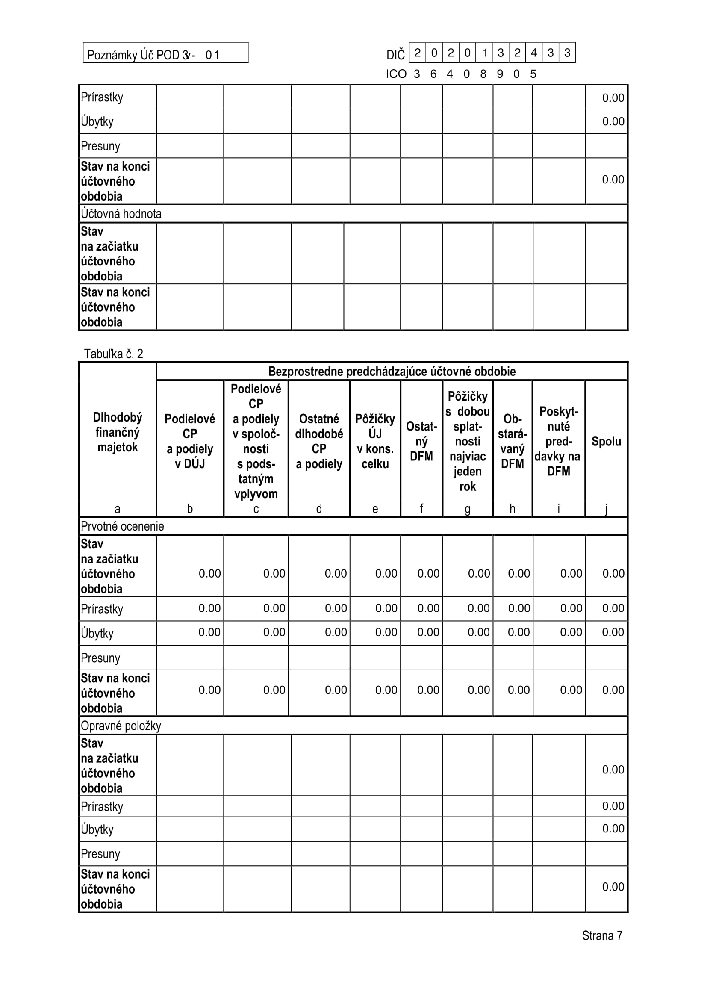 Poznámky Úč POD 3v- 01
DIČ 2 0 2 0 1 3 2 4 3 3
ICO 3 6 4 0 8 9 0 5
Prírastky 0.00
Úbytky 0.00
Presuny
Stav na konci
účtovného
obdobia
0.00
Účtovná hodnota
Stav
na začiatku
účtovného
obdobia
Stav na konci
účtovného
obdobia
Tabuľka č. 2
Dlhodobý
finančný
majetok
a
Bezprostredne predchádzajúce účtovné obdobie
Podielové
CP
a podiely
v DÚJ
b
Podielové
CP
a podiely
v spoloč-
nosti
s pods-
tatným
vplyvom
c
Ostatné
dlhodobé
CP
a podiely
d
Pôžičky
ÚJ
v kons.
celku
e
Ostat-
ný
DFM
f
Pôžičky
s dobou
splat-
nosti
najviac
jeden
rok
g
Ob-
stará-
vaný
DFM
h
Poskyt-
nuté
pred-
davky na
DFM
i
Spolu
j
Prvotné ocenenie
Stav
na začiatku
účtovného
obdobia
0.00 0.00 0.00 0.00 0.00 0.00 0.00 0.00 0.00
Prírastky 0.00 0.00 0.00 0.00 0.00 0.00 0.00 0.00 0.00
Úbytky 0.00 0.00 0.00 0.00 0.00 0.00 0.00 0.00 0.00
Presuny
Stav na konci
účtovného
obdobia
0.00 0.00 0.00 0.00 0.00 0.00 0.00 0.00 0.00
Opravné položky
Stav
na začiatku
účtovného
obdobia
0.00
Prírastky 0.00
Úbytky 0.00
Presuny
Stav na konci
účtovného
obdobia
0.00
Strana 7